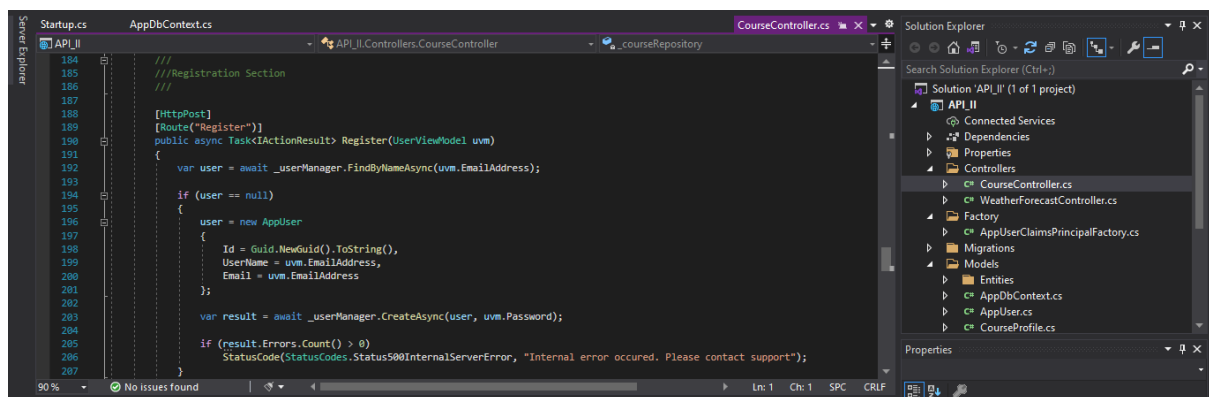 Server Explorer
Startup.cs AppDbContext.cs CourseController.cs
API_II API_II.Controllers.CourseController _courseRepository
184 ///
185 ///Registration Section
186 ///
187
188 [HttpPost]
189 [Route("Register")]
190 public async Task<IActionResult> Register(UserViewModel uvm)
191 {
192 var user = await _userManager.FindByNameAsync(uvm.EmailAddress);
193
194 if (user == null)
195 {
196 user = new AppUser
197 {
198 Id = Guid.NewGuid().ToString(),
199 UserName = uvm.EmailAddress,
200 Email = uvm.EmailAddress
201 };
202
203 var result = await _userManager.CreateAsync(user, uvm.Password);
204
205 if (result.Errors.Count() > 0)
206 StatusCode(StatusCodes.Status500InternalServerError, "Internal error occured. Please contact support");
207 }
90 % No issues found Ln: 1 Ch: 1 SPC CRLF
Solution Explorer
Search Solution Explorer (Ctrl+;)
Solution 'API_II' (1 of 1 project)
API_II
Connected Services
Dependencies
Properties
Controllers
C# CourseController.cs
C# WeatherForecastController.cs
Factory
C# AppUserClaimsPrincipalFactory.cs
Migrations
Models
Entities
C# AppDbContext.cs
C# AppUser.cs
C# CourseProfile.cs
Properties